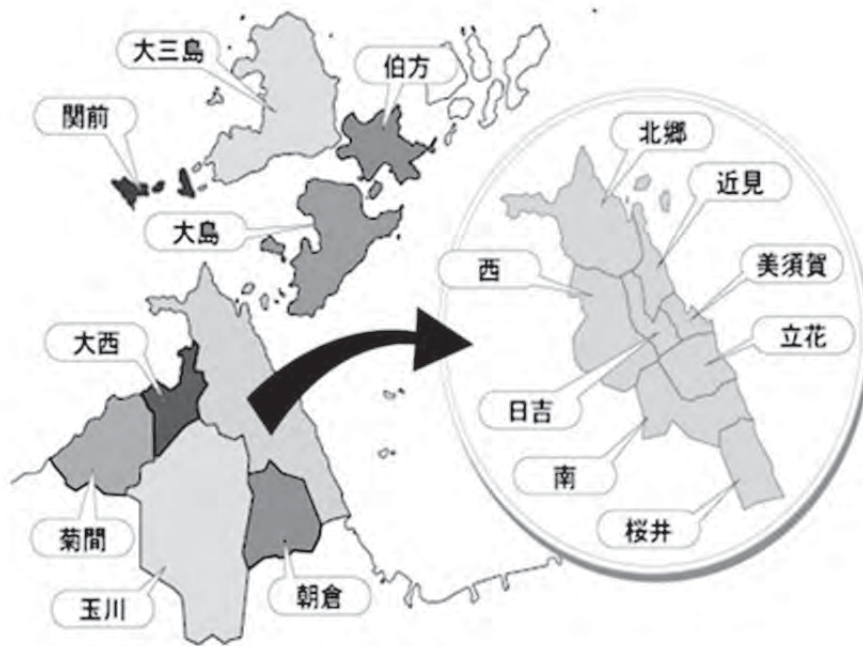 大三島
伯方
関前
大島
大西
菊間
玉川
朝倉
北郷
近見
西
美須賀
立花
日吉
南
桜井